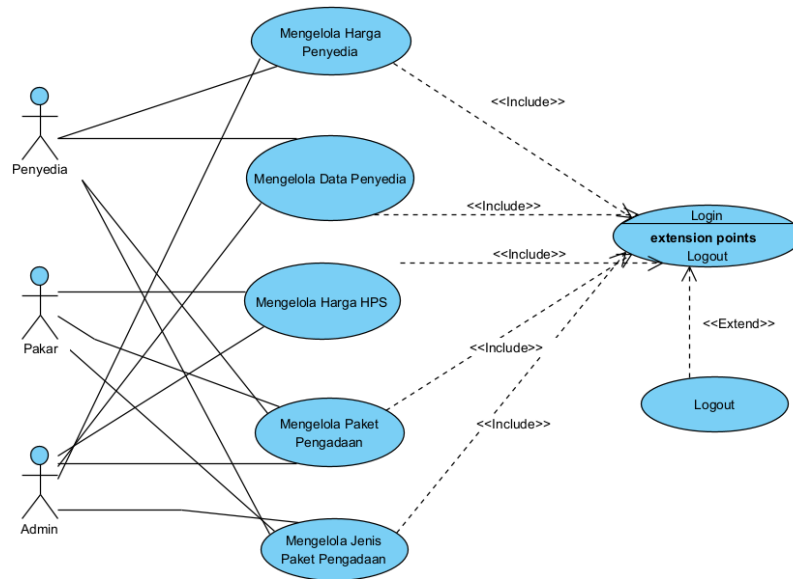 Mengelola Harga
Penyedia
<<Include>>
Penyedia
Mengelola Data Penyedia
<<Include>>
Login
extension points
Logout
<<Include>>
Mengelola Harga HPS
Pakar
<<Extend>>
<<Include>>
Logout
Mengelola Paket
Pengadaan
<<Include>>
Admin
Mengelola Jenis
Paket Pengadaan